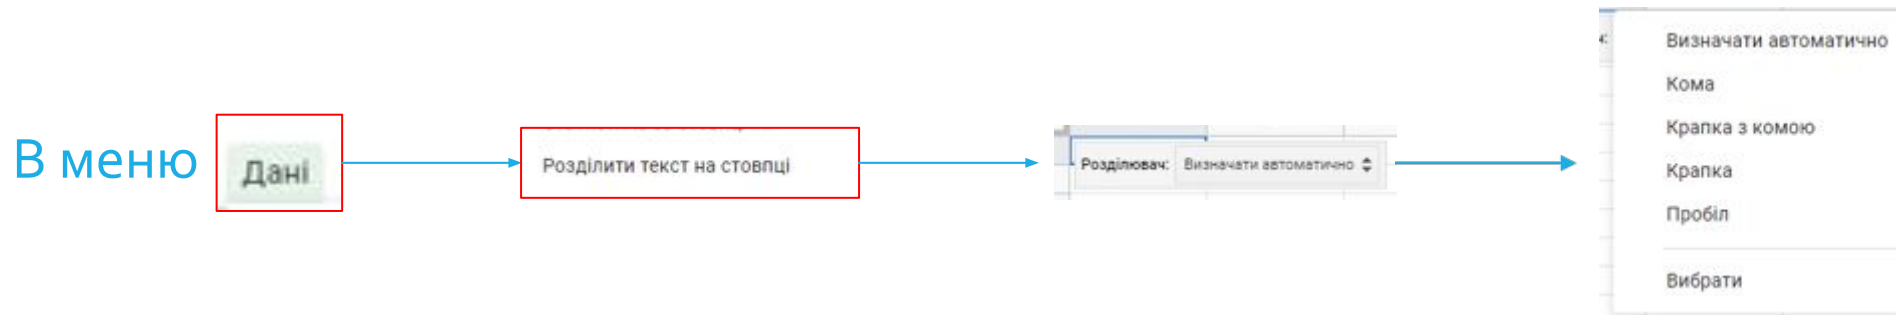 В меню
Дані
Розділити текст на стовпці
Розділювач: Визначати автоматично
Визначати автоматично
Кома
Крапка з комою
Крапка
Пробіл
Вибрати